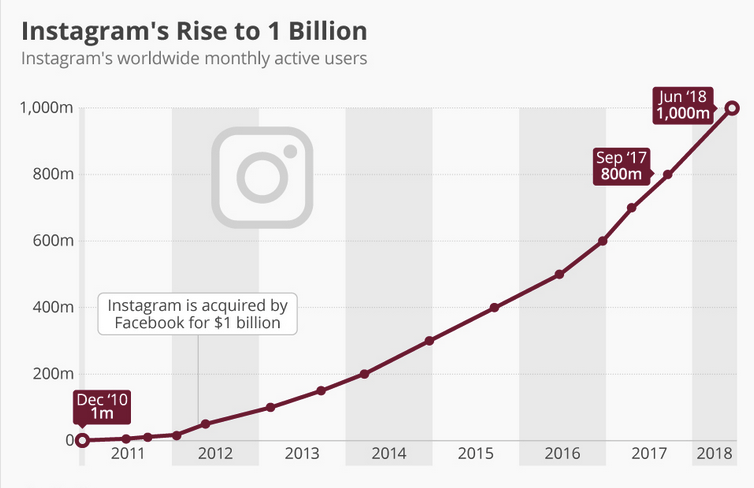 Instagram's Rise to 1 Billion
Instagram's worldwide monthly active users
1,000m
800m
600m
400m
200m
0
Jun ‘18
1,000m
Sep ‘17
800m
Instagram is acquired by
Facebook for $1 billion
Dec ‘10
1m
2011
2012
2013
2014
2015
2016
2017
2018